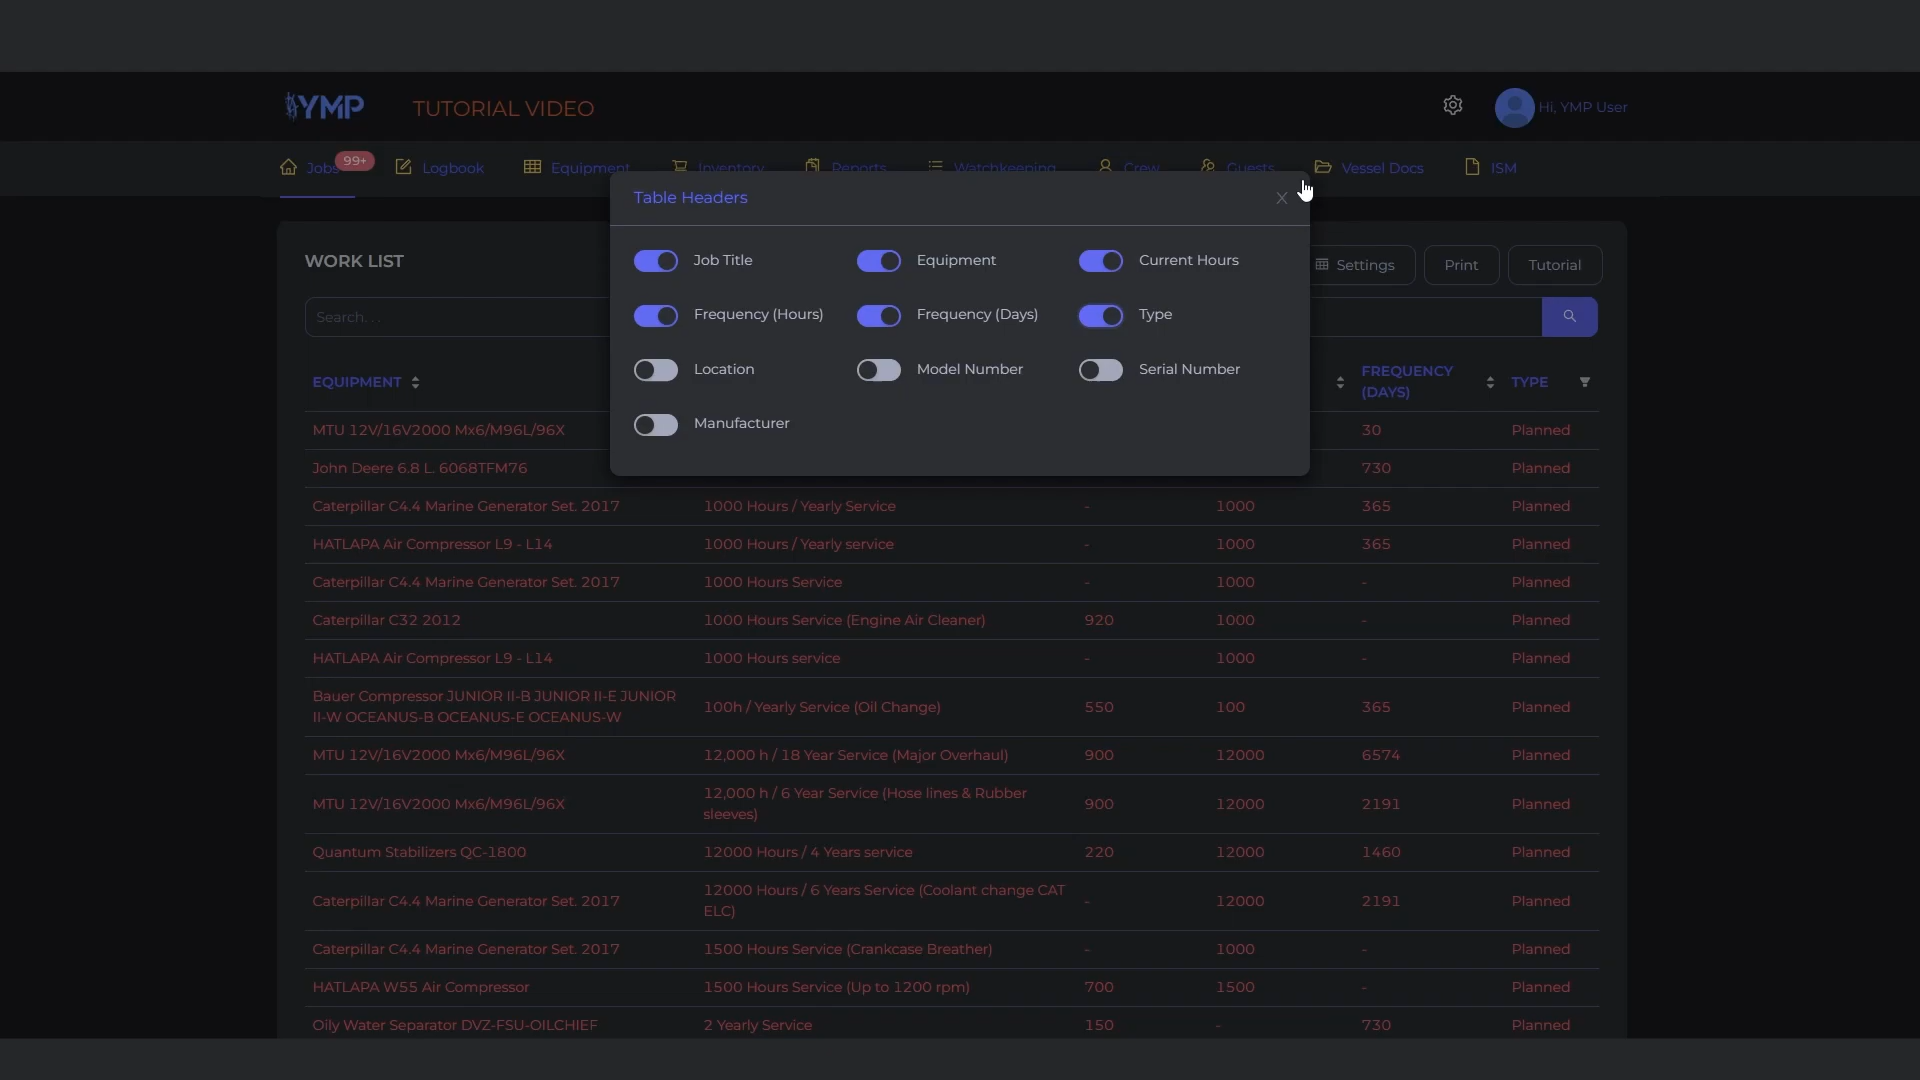 YMP
TUTORIAL VIDEO
Hi, YMP User
Jobs 99+ Logbook Equipment Inventory Reports Watchkeeping Crew Guests Vessel Docs ISM
Table Headers
Job Title Equipment Current Hours
Frequency (Hours) Frequency (Days) Type
Location Model Number Serial Number
Manufacturer
WORK LIST
Settings Print Tutorial
Search...
EQUIPMENT FREQUENCY (DAYS) TYPE
MTU 12V/16V2000 Mx6/M96L/96X 30 Planned
John Deere 6.8 L. 6068TFM76 730 Planned
Caterpillar C4.4 Marine Generator Set. 2017 1000 Hours / Yearly Service - 1000 365 Planned
HATLAPA Air Compressor L9 - L14 1000 Hours / Yearly service - 1000 365 Planned
Caterpillar C4.4 Marine Generator Set. 2017 1000 Hours Service - 1000 - Planned
Caterpillar C32 2012 1000 Hours Service (Engine Air Cleaner) 920 1000 - Planned
HATLAPA Air Compressor L9 - L14 1000 Hours service - 1000 - Planned
Bauer Compressor JUNIOR II-B JUNIOR II-E JUNIOR
II-W OCEANUS-B OCEANUS-E OCEANUS-W 100h / Yearly Service (Oil Change) 550 100 365 Planned
MTU 12V/16V2000 Mx6/M96L/96X 12,000 h / 18 Year Service (Major Overhaul) 900 12000 6574 Planned
MTU 12V/16V2000 Mx6/M96L/96X 12,000 h / 6 Year Service (Hose lines & Rubber
sleeves) 900 12000 2191 Planned
Quantum Stabilizers QC-1800 12000 Hours / 4 Years service 220 12000 1460 Planned
Caterpillar C4.4 Marine Generator Set. 2017 12000 Hours / 6 Years Service (Coolant change CAT
ELC) - 12000 2191 Planned
Caterpillar C4.4 Marine Generator Set. 2017 1500 Hours Service (Crankcase Breather) - 1000 - Planned
HATLAPA W55 Air Compressor 1500 Hours Service (Up to 1200 rpm) 700 1500 - Planned
Oily Water Separator DVZ-FSU-OILCHIEF 2 Yearly Service 150 - 730 Planned